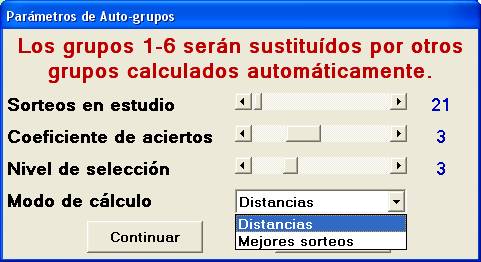 Parámetros de Auto-grupos
Los grupos 1-6 serán sustituídos por otros
grupos calculados automáticamente.
Sorteos en estudio 21
Coeficiente de aciertos 3
Nivel de selección 3
Modo de cálculo Distancias
Distancias
Mejores sorteos
Continuar